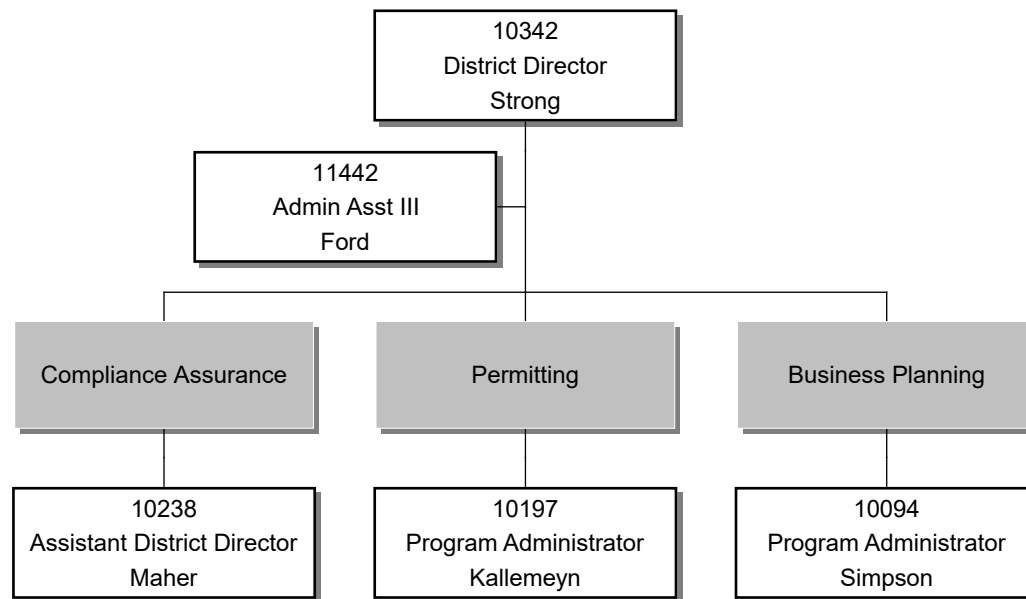 10342
District Director
Strong
11442
Admin Asst III
Ford
Compliance Assurance
Permitting
Business Planning
10238
Assistant District Director
Maher
10197
Program Administrator
Kallemeyn
10094
Program Administrator
Simpson